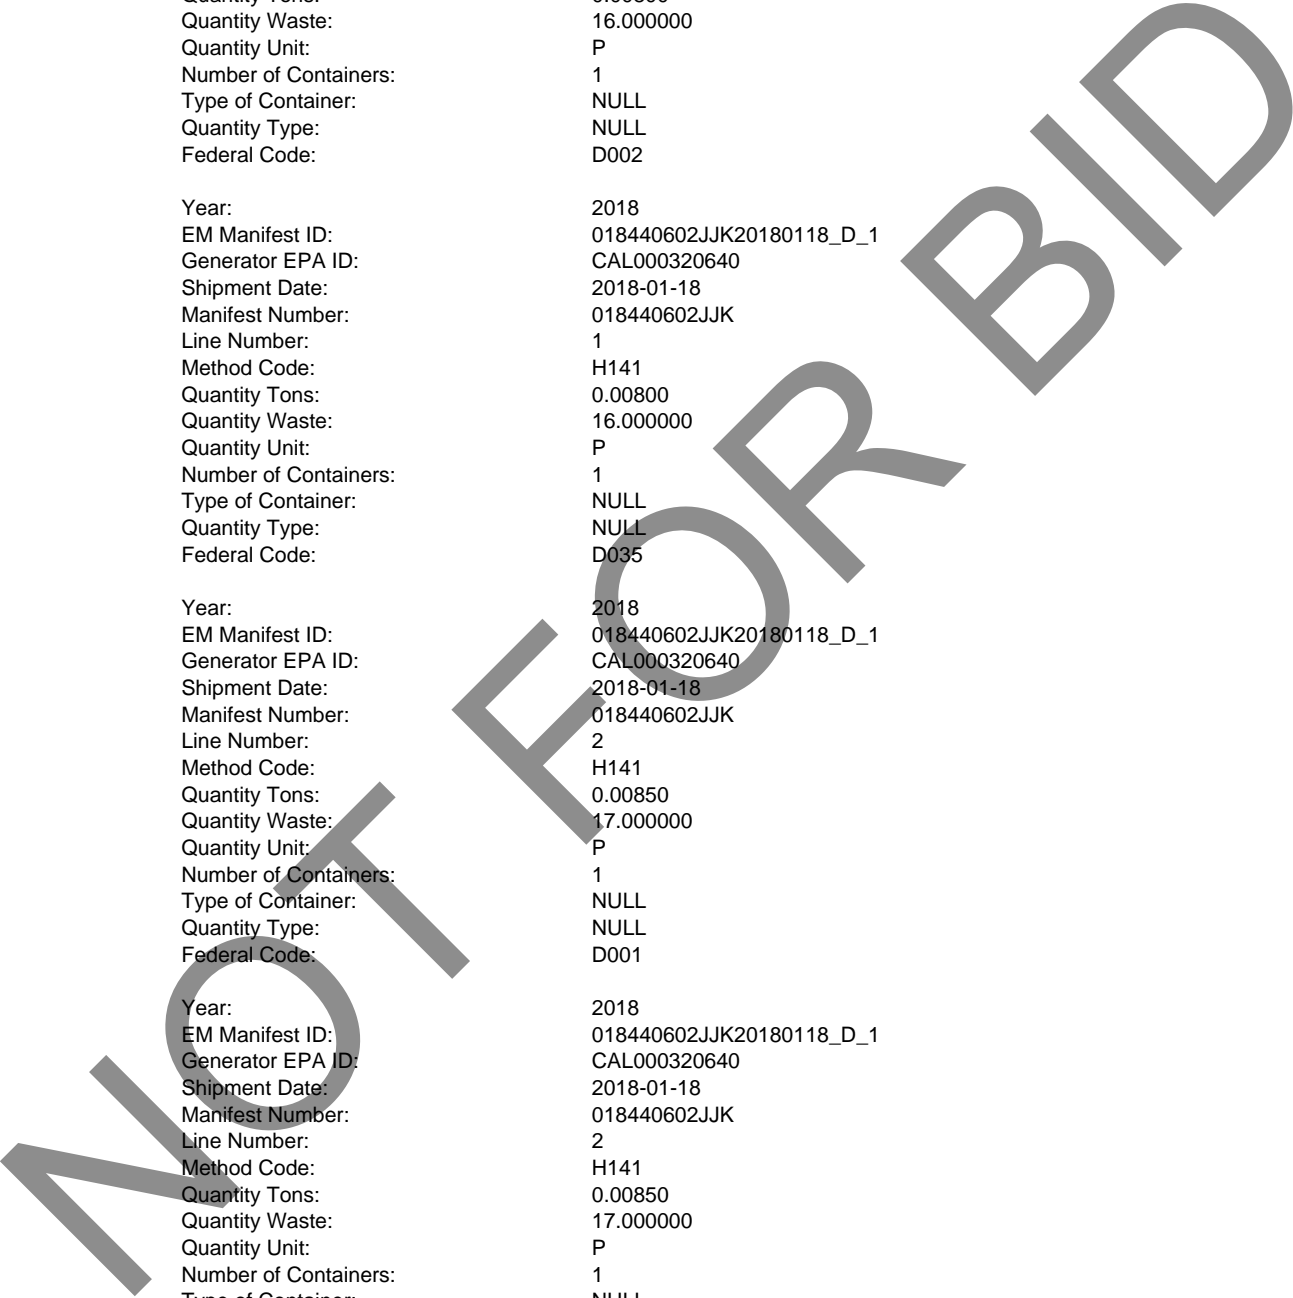 Quantity Waste: 16.000000
Quantity Unit: P
Number of Containers: 1
Type of Container: NULL
Quantity Type: NULL
Federal Code: D002
Year: 2018
EM Manifest ID: 018440602JJK20180118_D_1
Generator EPA ID: CAL000320640
Shipment Date: 2018-01-18
Manifest Number: 018440602JJK
Line Number: 1
Method Code: H141
Quantity Tons: 0.00800
Quantity Waste: 16.000000
Quantity Unit: P
Number of Containers: 1
Type of Container: NULL
Quantity Type: NULL
Federal Code: D035
Year: 2018
EM Manifest ID: 018440602JJK20180118_D_1
Generator EPA ID: CAL000320640
Shipment Date: 2018-01-18
Manifest Number: 018440602JJK
Line Number: 2
Method Code: H141
Quantity Tons: 0.00850
Quantity Waste: 17.000000
Quantity Unit: P
Number of Containers: 1
Type of Container: NULL
Quantity Type: NULL
Federal Code: D001
Year: 2018
EM Manifest ID: 018440602JJK20180118_D_1
Generator EPA ID: CAL000320640
Shipment Date: 2018-01-18
Manifest Number: 018440602JJK
Line Number: 2
Method Code: H141
Quantity Tons: 0.00850
Quantity Waste: 17.000000
Quantity Unit: P
Number of Containers: 1
Type of Container: NULL
NOT FOR BID